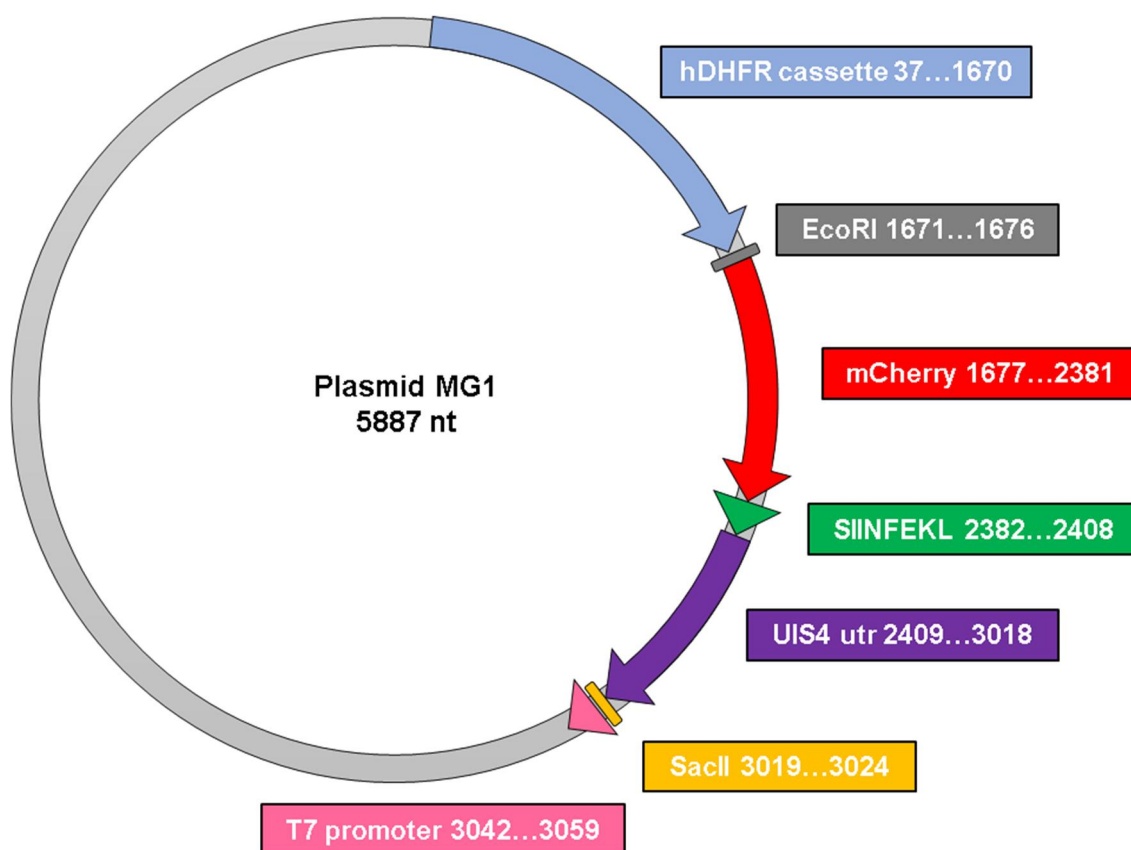 hDHFR cassette 37...1670
EcoRI 1671...1676
mCherry 1677...2381
Plasmid MG1
5887 nt
SIINFEKL 2382...2408
UIS4 utr 2409...3018
SacII 3019...3024
T7 promoter 3042...3059